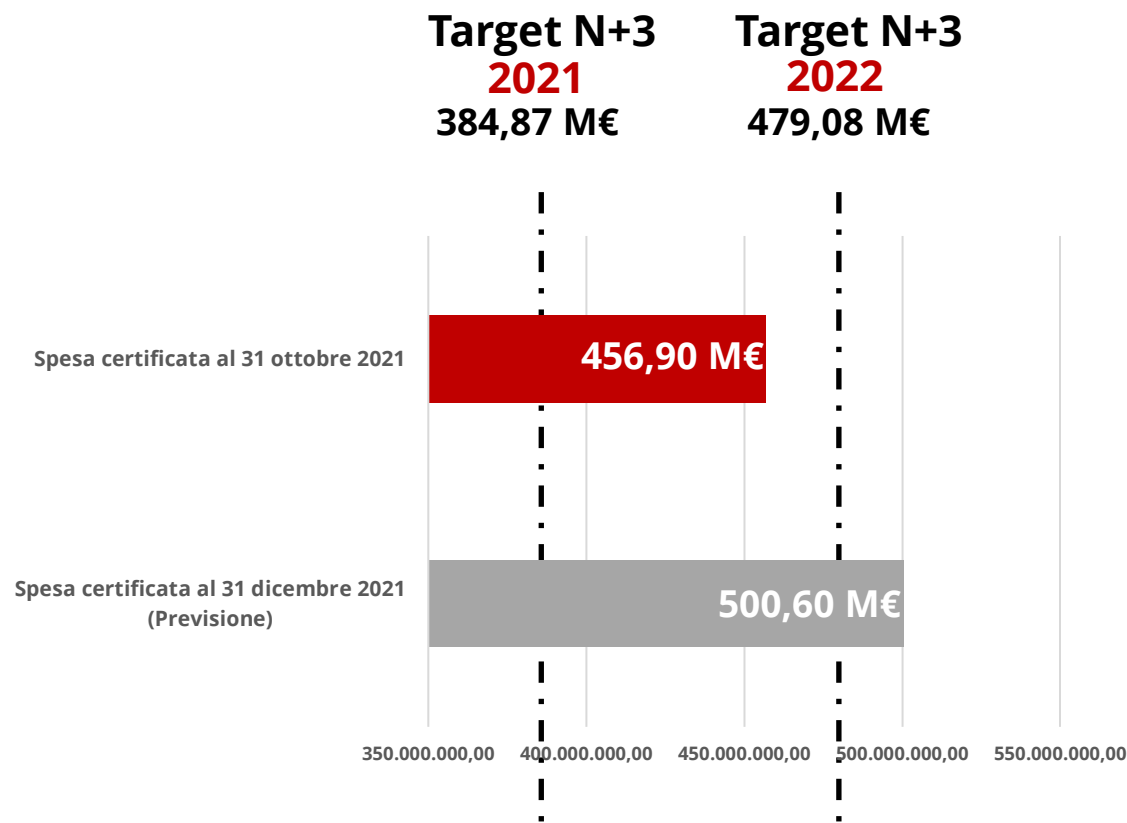 Target N+3
2021
384,87 M€
Target N+3
2022
479,08 M€
Spesa certificata al 31 ottobre 2021
456,90 M€
Spesa certificata al 31 dicembre 2021
(Previsione)
500,60 M€
350.000.000,00
400.000.000,00
450.000.000,00
500.000.000,00
550.000.000,00